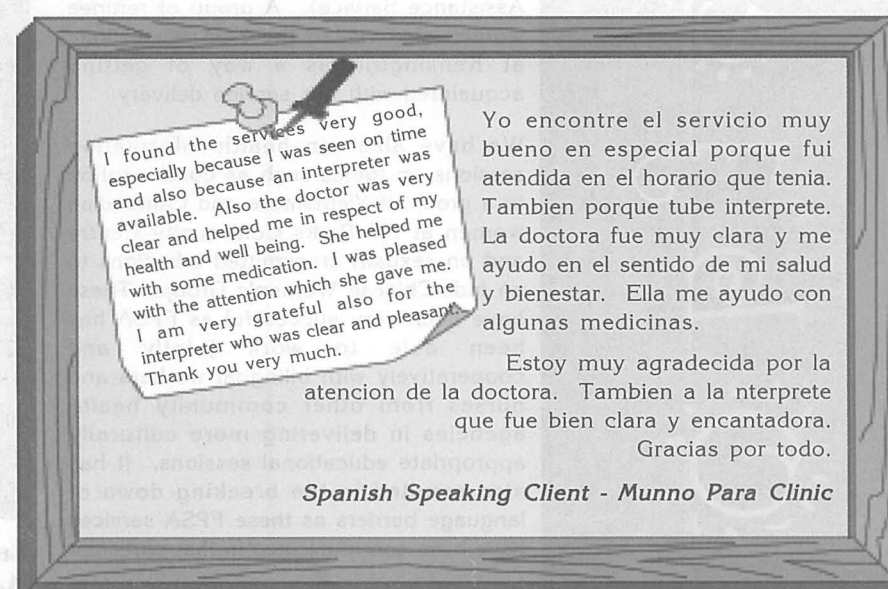 I found the services very good,
especially because I was seen on time
and also because an interpreter was
available. Also the doctor was very
clear and helped me in respect of my
health and well being. She helped me
with some medication. I was pleased
with the attention which she gave me.
I am very grateful also for the
interpreter who was clear and pleasant.
Thank you very much.
Yo encontre el servicio muy
bueno en especial porque fui
atendida en el horario que tenia.
Tambien porque tube interprete.
La doctora fue muy clara y me
ayudo en el sentido de mi salud
y bienestar. Ella me ayudo con
algunas medicinas.
Estoy muy agradecida por la
atencion de la doctora. Tambien a la nterprete
que fue bien clara y encantadora.
Gracias por todo.
Spanish Speaking Client - Munno Para Clinic